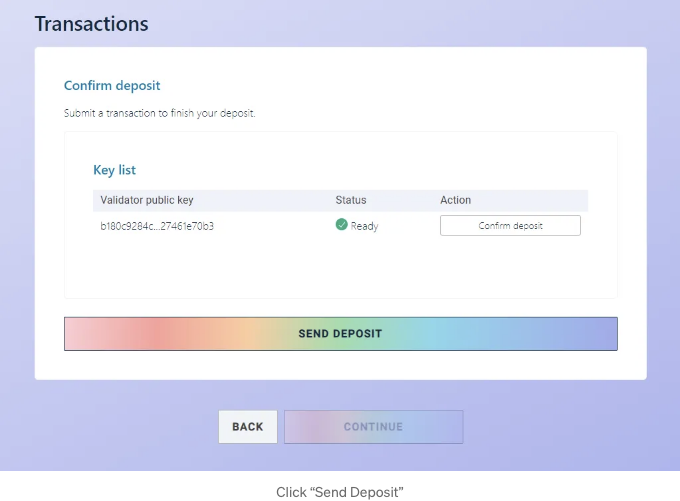 Transactions
Confirm deposit
Submit a transaction to finish your deposit.
Key list
Validator public key Status Action
b180c9284c...27461e70b3 Ready Confirm deposit
SEND DEPOSIT
BACK CONTINUE
Click “Send Deposit”